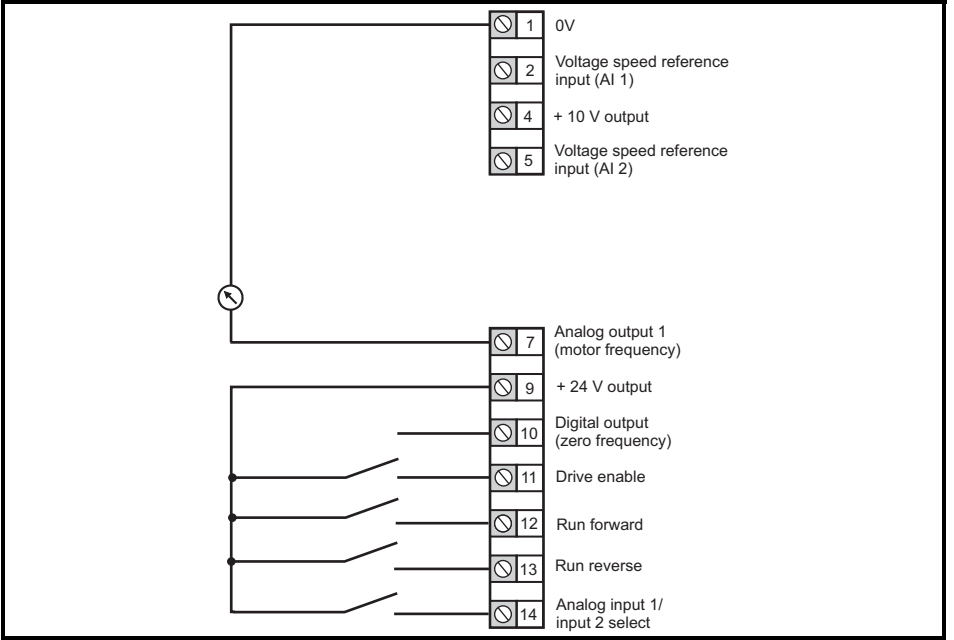 1 0V
2 Voltage speed reference
input (AI 1)
4 + 10 V output
5 Voltage speed reference
input (AI 2)
7 Analog output 1
(motor frequency)
9 + 24 V output
10 Digital output
(zero frequency)
11 Drive enable
12 Run forward
13 Run reverse
14 Analog input 1/
input 2 select